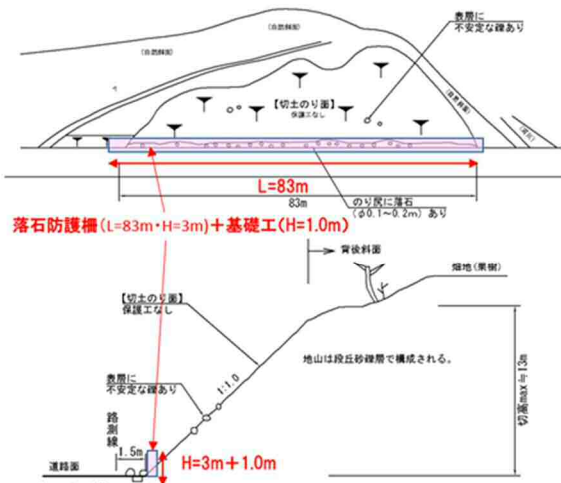 (自然斜面)
表層に
不安定な礫あり
(自然斜面)
(自然斜面)
【切土のり面】
保護工なし
L=83m
83m
のり尻に落石
(φ0.1~0.2m)あり
落石防護柵(L=83m・H=3m)+基礎工(H=1.0m)
背後斜面
畑地(果樹)
【切土のり面】
保護工なし
地山は段丘砂礫層で構成される。
1:1.0
切高max≒13m
表層に
不安定な礫あり
路測線
1.5m
道路面
H=3m+1.0m